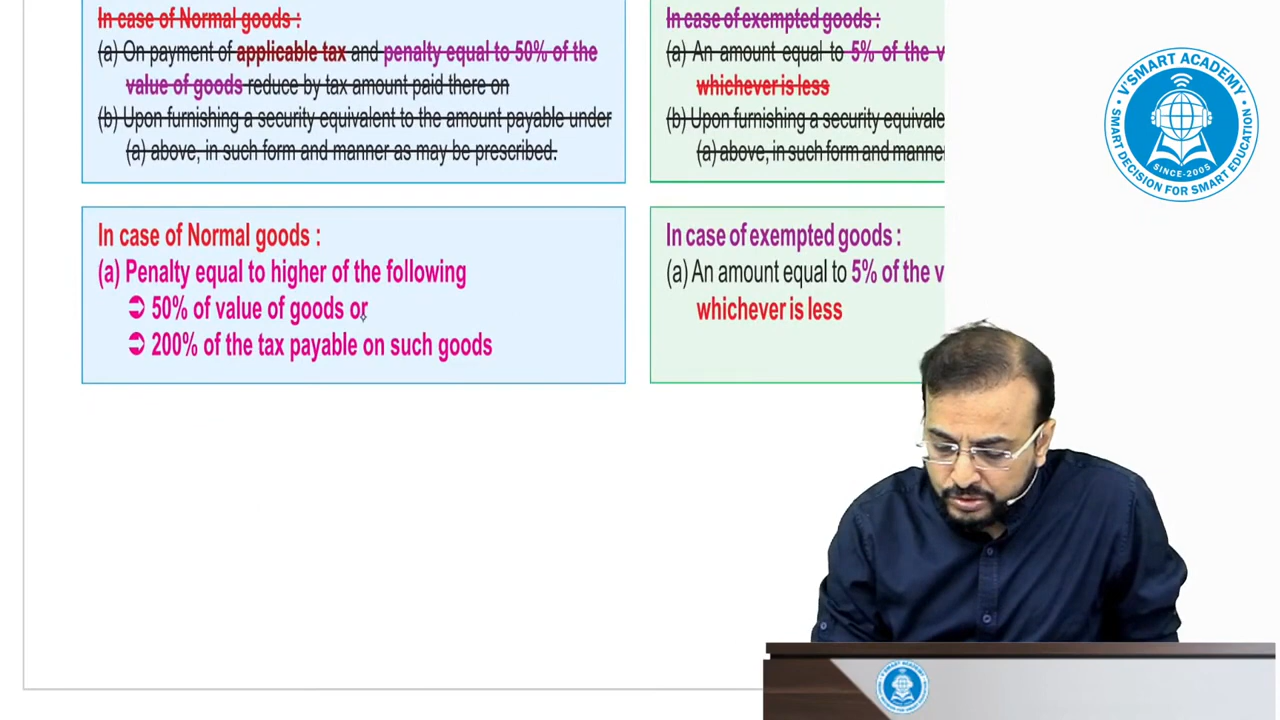 In case of Normal goods :
(a) On payment of applicable tax and penalty equal to 50% of the
value of goods reduce by tax amount paid there on
(b) Upon furnishing a security equivalent to the amount payable under
(a) above, in such form and manner as may be prescribed.
In case of exempted goods :
(a) An amount equal to 5% of the v
whichever is less
(b) Upon furnishing a security equivale
(a) above, in such form and manner
In case of Normal goods :
(a) Penalty equal to higher of the following
➲ 50% of value of goods or
➲ 200% of the tax payable on such goods
In case of exempted goods :
(a) An amount equal to 5% of the v
whichever is less
V'SMART ACADEMY
SMART DECISION FOR SMART EDUCATION
SINCE-2005